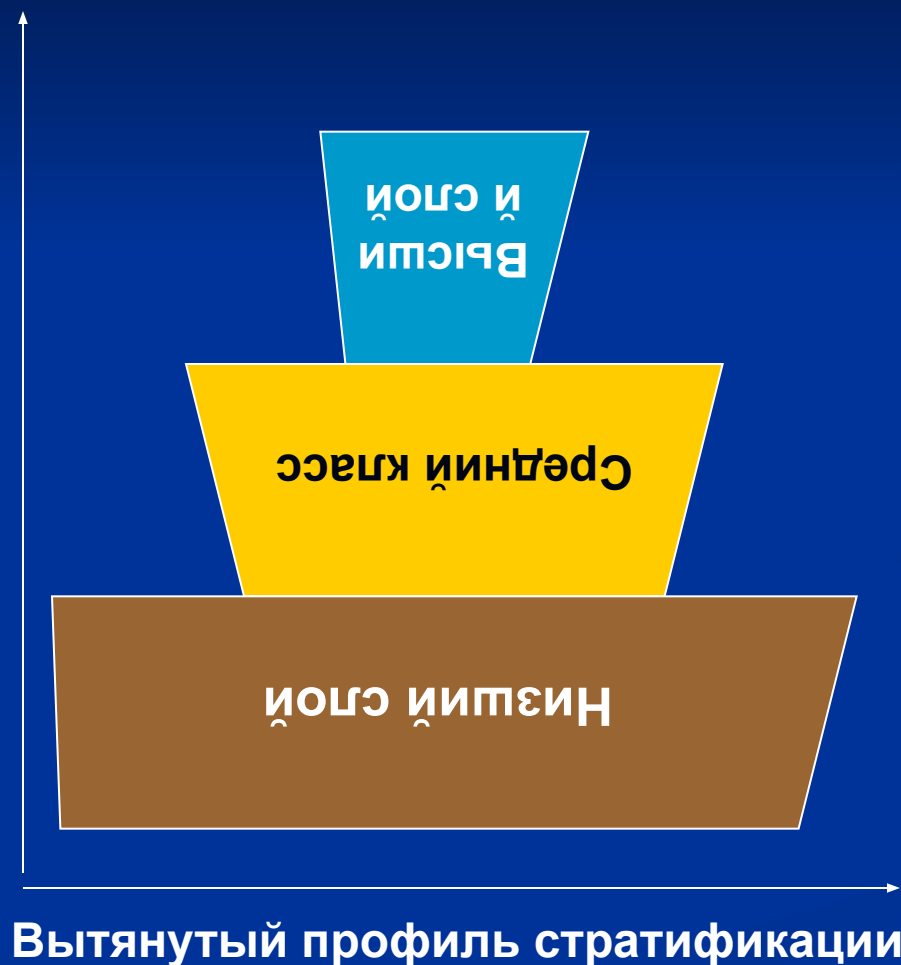 Высши
й слой
Средний класс
Низший слой
Вытянутый профиль стратификации